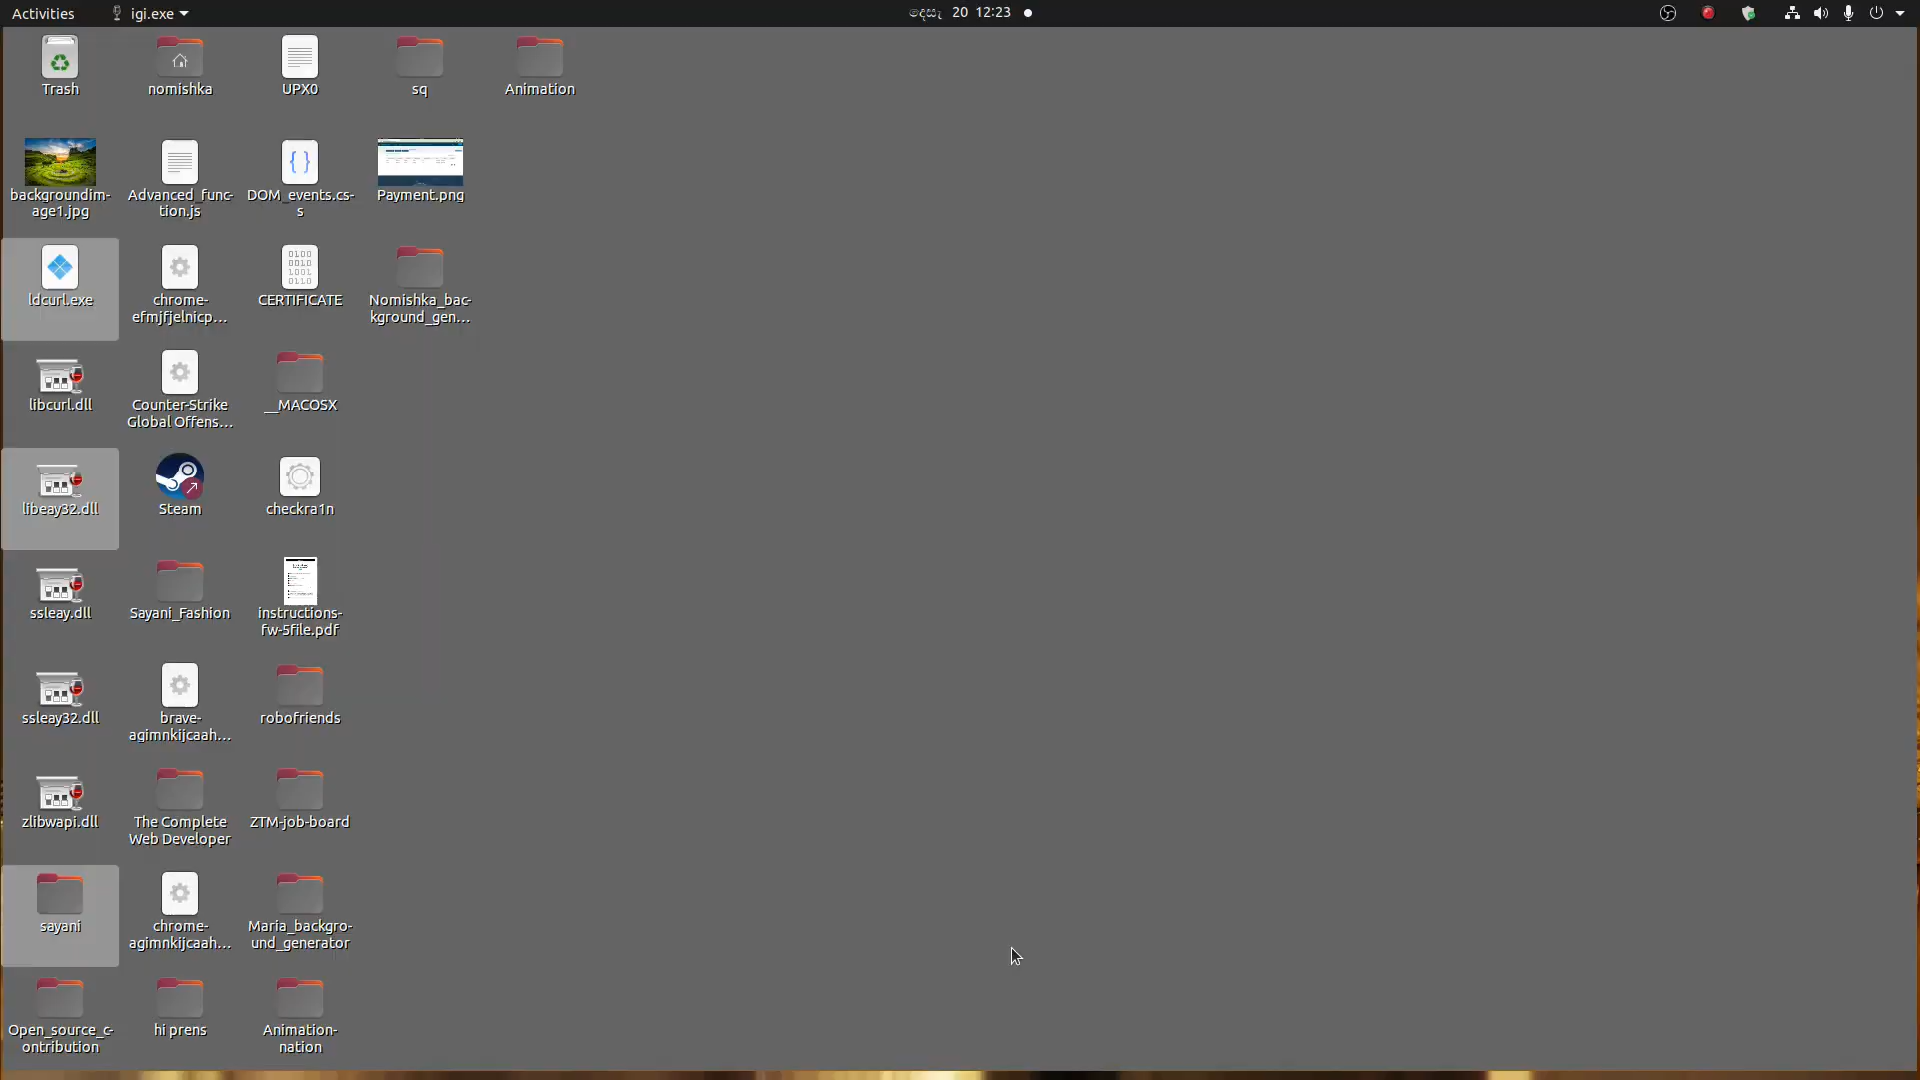 Activities
igi.exe
දෙසැ 20 12:23
Trash
nomishka
UPX0
sq
Animation
backgroundim-
age1.jpg
Advanced_func-
tion.js
DOM_events.cs-
s
Payment.png
ldcurl.exe
chrome-
efmjfjelnicp...
CERTIFICATE
Nomishka_bac-
kground_gen...
libcurl.dll
Counter-Strike
Global Offens...
__MACOSX
libeay32.dll
Steam
checkra1n
ssleay.dll
Sayani_Fashion
instructions-
fw-5file.pdf
ssleay32.dll
brave-
agimnkijcaah...
robofriends
zlibwapi.dll
The Complete
Web Developer
ZTM-job-board
sayani
chrome-
agimnkijcaah...
Maria_backgro-
und_generator
Open_source_c-
ontribution
hi prens
Animation-
nation